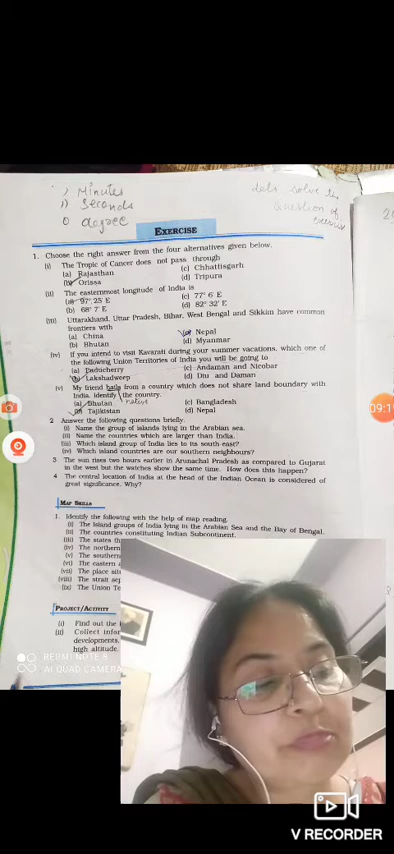 ) Minutes
)) Seconds
0 degree
lets solve the
question of
exercise
EXERCISE
1. Choose the right answer from the four alternatives given below.
(i) The Tropic of Cancer does not pass through
(a) Rajasthan (c) Chhattisgarh
(b) Orissa (d) Tripura
(ii) The easternmost longitude of India is
(a) 97° 25' E (c) 77° 6' E
(b) 68° 7' E (d) 82° 32' E
(iii) Uttarakhand, Uttar Pradesh, Bihar, West Bengal and Sikkim have common
frontiers with
(a) China (c) Nepal
(b) Bhutan (d) Myanmar
(iv) If you intend to visit Kavarati during your summer vacations, which one of
the following Union Territories of India you will be going to
(a) Puducherry (c) Andaman and Nicobar
(b) Lakshadweep (d) Diu and Daman
(v) My friend hails from a country which does not share land boundary with
India. Identify the country.
(a) Bhutan native (c) Bangladesh
(b) Tajikistan (d) Nepal
2 Answer the following questions briefly.
(i) Name the group of islands lying in the Arabian sea.
(ii) Name the countries which are larger than India.
(iii) Which island group of India lies to its south-east?
(iv) Which island countries are our southern neighbours?
3 The sun rises two hours earlier in Arunachal Pradesh as compared to Gujarat
in the west but the watches show the same time. How does this happen?
4 The central location of India at the head of the Indian Ocean is considered of
great significance. Why?
MAP SKILLS
1. Identify the following with the help of map reading.
(i) The Island groups of India lying in the Arabian Sea and the Bay of Bengal.
(ii) The countries constituting Indian Subcontinent.
(iii) The states th
(iv) The northern
(v) The southern
(vi) The eastern
(vii) The place
(viii) The strait
(ix) The Union Te
PROJECT/ACTIVITY
(i) Find out the
(ii) Collect infor
developments
high altitude
REDMI NOTE 8
AI QUAD CAMERA
09:1
V RECORDER